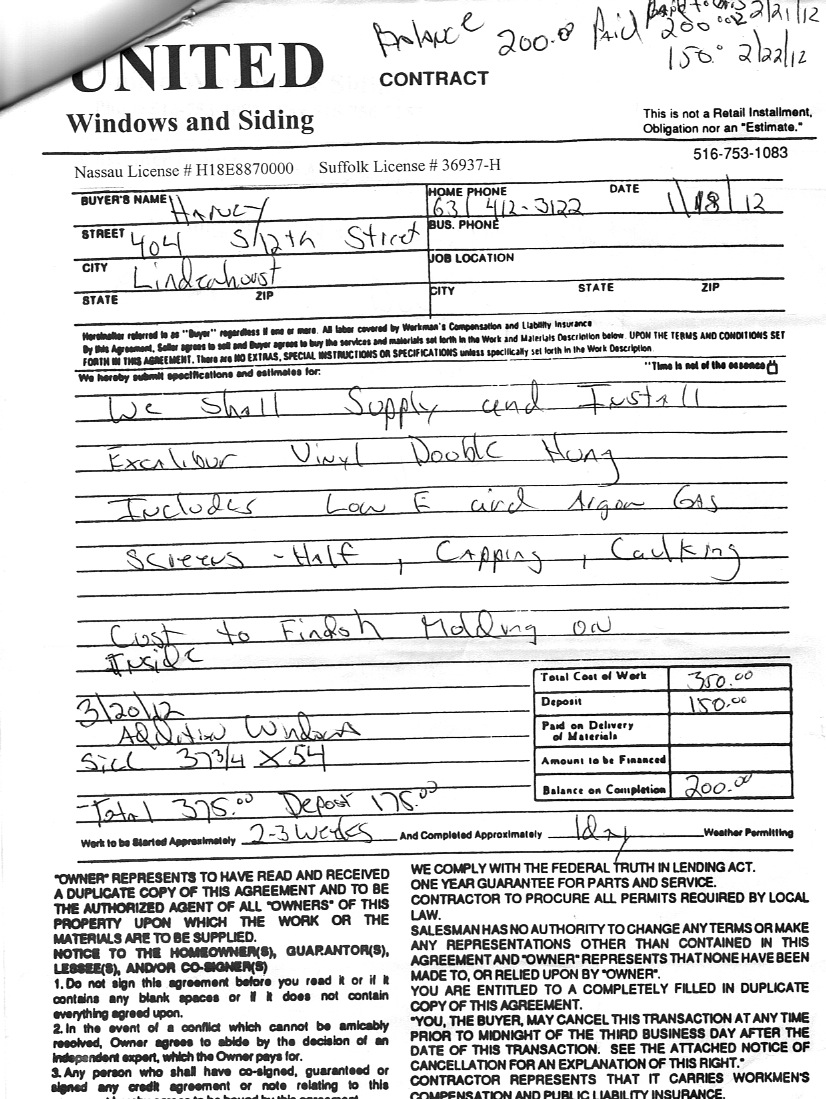 Balance 200.00 Paid 200.00 2/21/12
150.00 2/22/12
UNITED
CONTRACT
Windows and Siding
This is not a Retail Installment,
Obligation nor an "Estimate."
516-753-1083
Nassau License # H18E8870000 Suffolk License # 36937-H
BUYER'S NAME HOME PHONE 631 412-3122 DATE 1/18/12
STREET 404 S/12th Street BUS. PHONE
CITY Lindenhurst JOB LOCATION
STATE ZIP CITY STATE ZIP
Hereinafter referred to as "Buyer" regardless if one or more. All labor covered by Workman's Compensation and Liability Insurance
By this Agreement, Seller agrees to sell and Buyer agrees to buy the services and materials set forth in the Work and Materials Description below. UPON THE TERMS AND CONDITIONS SET
FORTH IN THIS AGREEMENT. There are NO EXTRAS, SPECIAL INSTRUCTIONS OR SPECIFICATIONS unless specifically set forth in the Work Description.
We hereby submit specifications and estimates for: "Time is not of the essence"
We Shall Supply and Install
Excalibur Vinyl Double Hung
Includes Low E and Argon Gas
Screens - Half , Capping , Caulking
Cust to Finish Molding on
Inside
3/20/12
Addition Window
37 3/4 X 54
Total 375.00 Deposit 175.00
Total Cost of Work 350.00
Deposit 150.00
Paid on Delivery
of Materials
Amount to be Financed
Balance on Completion 200.00
Work to be Started Approximately 2-3 Weeks And Completed Approximately 1 day Weather Permitting
"OWNER" REPRESENTS TO HAVE READ AND RECEIVED
A DUPLICATE COPY OF THIS AGREEMENT AND TO BE
THE AUTHORIZED AGENT OF ALL "OWNERS" OF THIS
PROPERTY UPON WHICH THE WORK OR THE
MATERIALS ARE TO BE SUPPLIED.
NOTICE TO THE HOMEOWNER(S), GUARANTOR(S),
LESSEE(S), AND/OR CO-SIGNER(S)
1. Do not sign this agreement before you read it or if it
contains any blank spaces or if it does not contain
everything agreed upon.
2. In the event of a conflict which cannot be amicably
resolved, Owner agrees to abide by the decision of an
independent expert, which the Owner pays for.
3. Any person who shall have co-signed, guaranteed or
signed any credit agreement or note relating to this
WE COMPLY WITH THE FEDERAL TRUTH IN LENDING ACT.
ONE YEAR GUARANTEE FOR PARTS AND SERVICE.
CONTRACTOR TO PROCURE ALL PERMITS REQUIRED BY LOCAL
LAW.
SALESMAN HAS NO AUTHORITY TO CHANGE ANY TERMS OR MAKE
ANY REPRESENTATIONS OTHER THAN CONTAINED IN THIS
AGREEMENT AND "OWNER" REPRESENTS THAT NONE HAVE BEEN
MADE TO, OR RELIED UPON BY "OWNER".
YOU ARE ENTITLED TO A COMPLETELY FILLED IN DUPLICATE
COPY OF THIS AGREEMENT.
"YOU, THE BUYER, MAY CANCEL THIS TRANSACTION AT ANY TIME
PRIOR TO MIDNIGHT OF THE THIRD BUSINESS DAY AFTER THE
DATE OF THIS TRANSACTION. SEE THE ATTACHED NOTICE OF
CANCELLATION FOR AN EXPLANATION OF THIS RIGHT."
CONTRACTOR REPRESENTS THAT IT CARRIES WORKMEN'S
COMPENSATION AND PUBLIC LIABILITY INSURANCE.